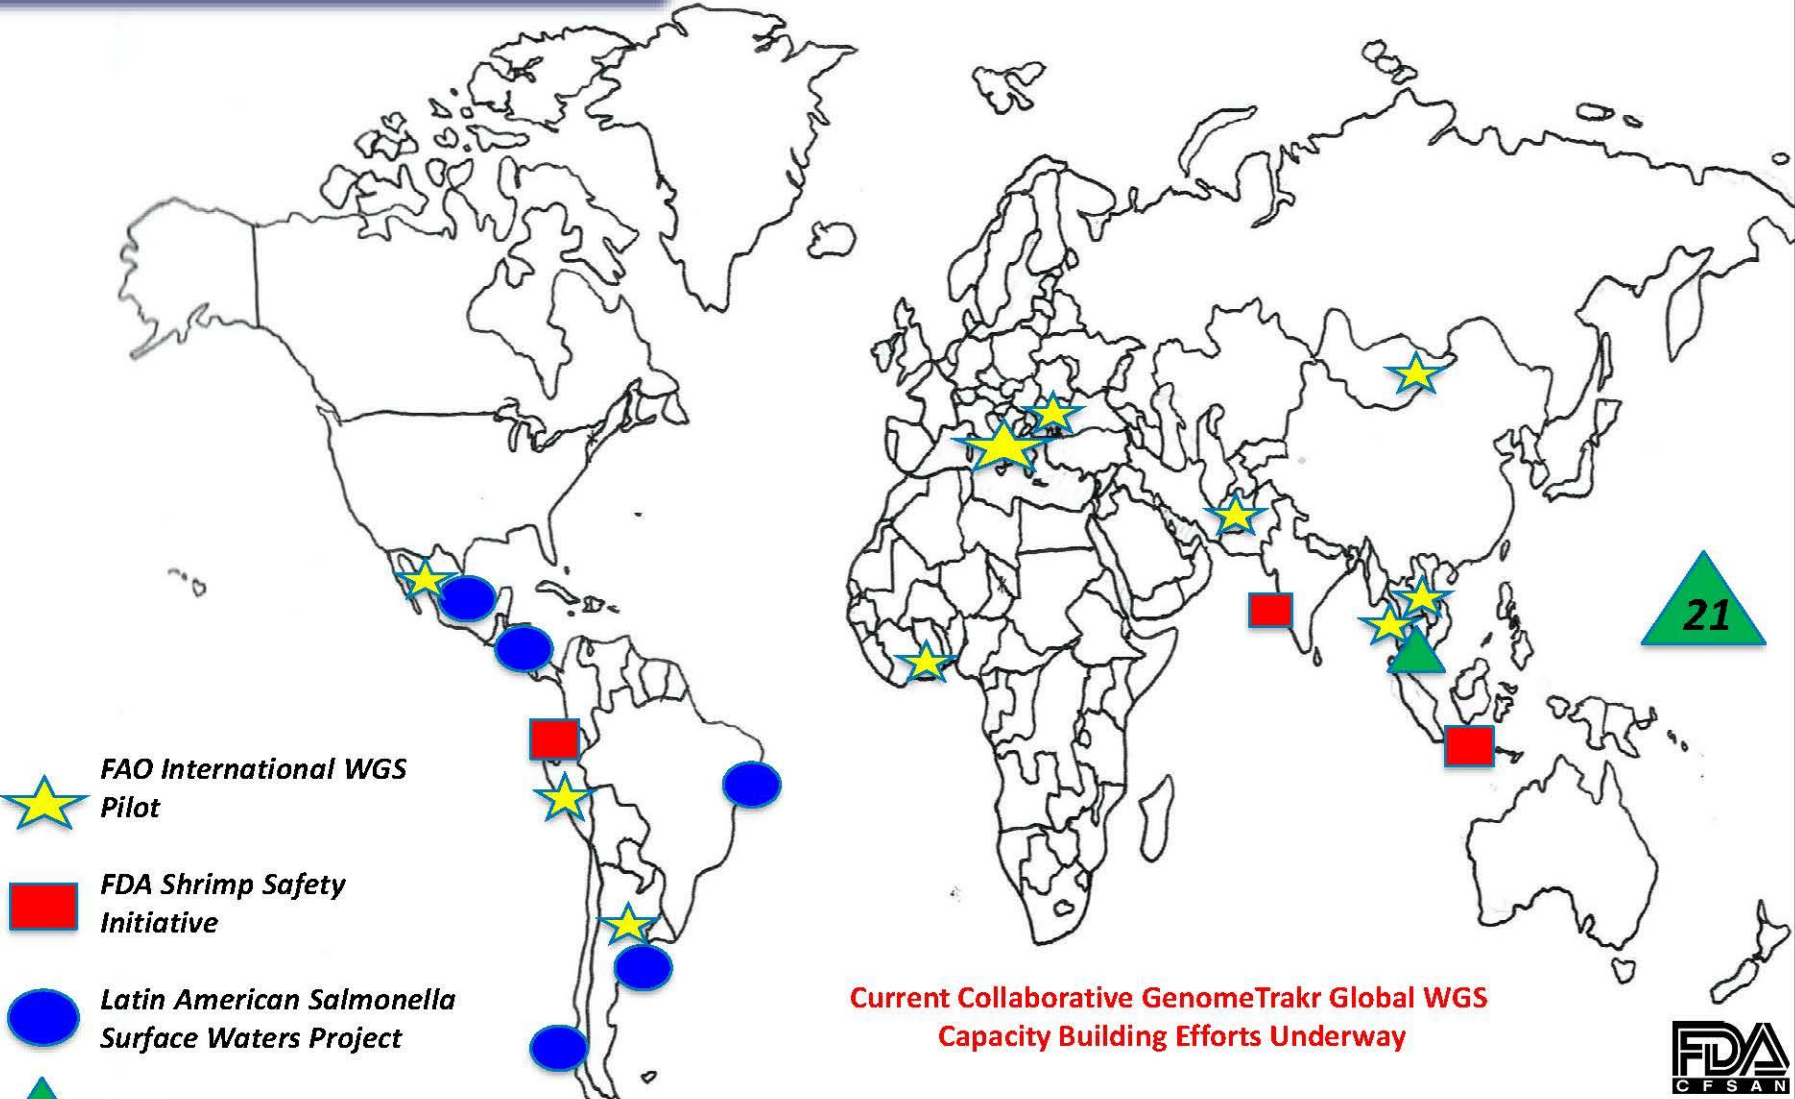 21
FAO International WGS
Pilot
FDA Shrimp Safety
Initiative
Latin American Salmonella
Surface Waters Project
Current Collaborative GenomeTrakr Global WGS
Capacity Building Efforts Underway
FDA
CFSAN